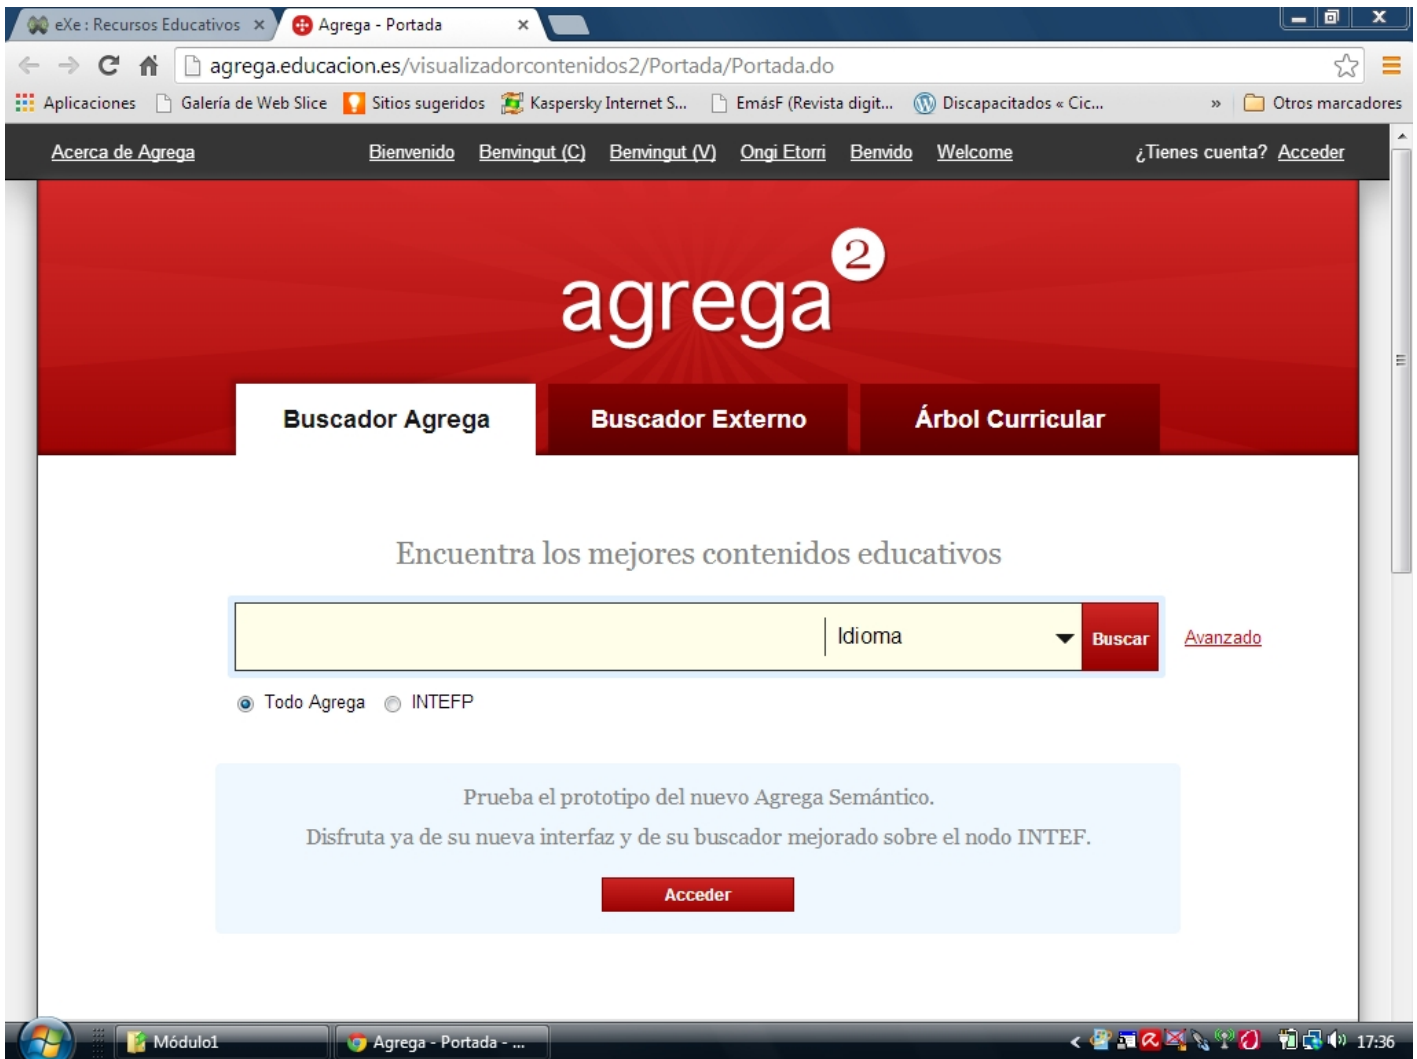 eXe : Recursos Educativos
Agrega - Portada
agrega.educacion.es/visualizadorcontenidos2/Portada/Portada.do
Aplicaciones Galería de Web Slice Sitios sugeridos Kaspersky Internet S... EmásF (Revista digit... Discapacitados « Cic... » Otros marcadores
Acerca de Agrega Bienvenido Benvingut (C) Benvingut (V) Ongi Etorri Benvido Welcome ¿Tienes cuenta? Acceder
agrega 2
Buscador Agrega Buscador Externo Árbol Curricular
Encuentra los mejores contenidos educativos
Idioma Buscar Avanzado
Todo Agrega INTEFP
Prueba el prototipo del nuevo Agrega Semántico.
Disfruta ya de su nueva interfaz y de su buscador mejorado sobre el nodo INTEF.
Acceder
Módulo1 Agrega - Portada - ... 17:36